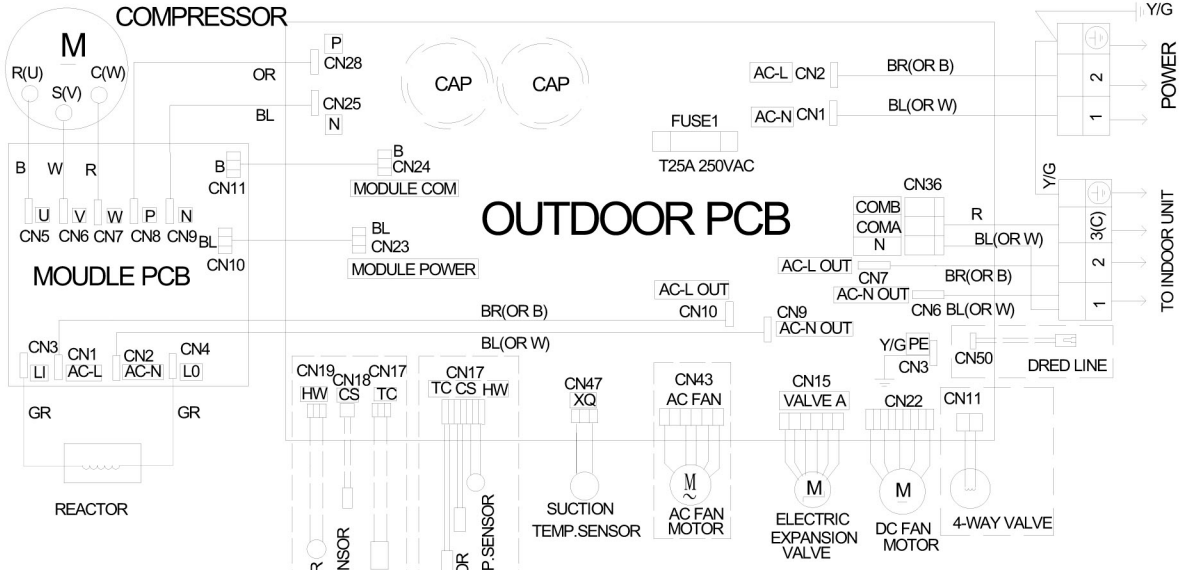 COMPRESSOR
M
R(U) C(W)
S(V)
OR
BL
P
CN28
CN25
N
CAP CAP
FUSE1
T25A 250VAC
AC-L CN2
AC-N CN1
BR(OR B)
BL(OR W)
Y/G
2
1
POWER
B W R
B
CN11
B
CN24
MODULE COM
U V W P N
CN5 CN6 CN7 CN8 CN9
BL
CN10
BL
CN23
MODULE POWER
MOUDLE PCB
OUTDOOR PCB
CN36
COMB
COMA
N
R
BL(OR W)
Y/G
3(C)
2
1
TO INDOOR UNIT
AC-L OUT
CN7
BR(OR B)
AC-N OUT
CN6 BL(OR W)
AC-L OUT
CN10
BR(OR B)
CN9
AC-N OUT
BL(OR W)
CN3 CN1 CN2 CN4
LI AC-L AC-N L0
GR GR
REACTOR
Y/G PE
CN3
CN50
DRED LINE
CN19 CN18 CN17
HW CS TC
CN17
TC CS HW
CN47
XQ
SUCTION
TEMP.SENSOR
CN43
AC FAN
M
~
AC FAN
MOTOR
CN15
VALVE A
M
ELECTRIC
EXPANSION
VALVE
CN22
M
DC FAN
MOTOR
CN11
4-WAY VALVE